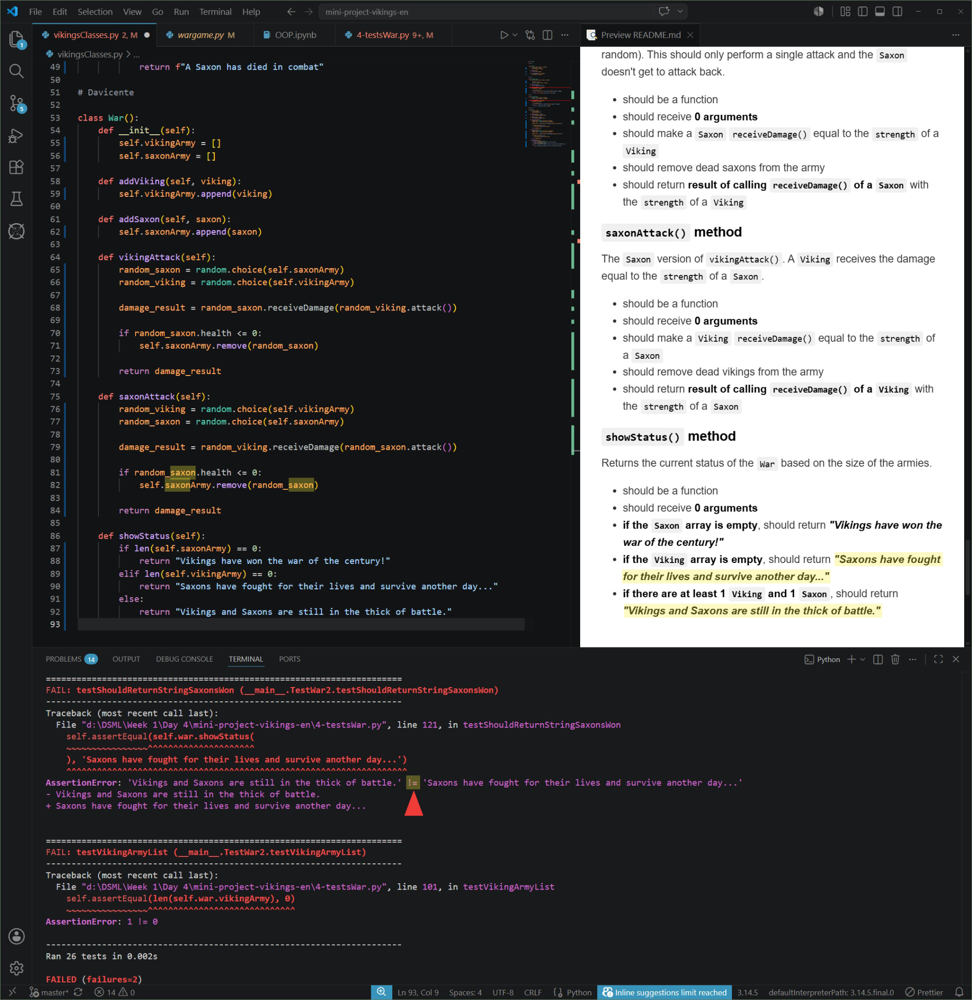 File Edit Selection View Go Run Terminal Help
mini-project-vikings-en
vikingsClasses.py 2, M
wargame.py M
OOP.ipynb
4-testsWar.py 9+, M
Preview README.md
1
5
vikingsClasses.py > ...
49 return f"A Saxon has died in combat"
50
51 # Davicente
52
53 class War():
54 def __init__(self):
55 self.vikingArmy = []
56 self.saxonArmy = []
57
58 def addViking(self, viking):
59 self.vikingArmy.append(viking)
60
61 def addSaxon(self, saxon):
62 self.saxonArmy.append(saxon)
63
64 def vikingAttack(self):
65 random_saxon = random.choice(self.saxonArmy)
66 random_viking = random.choice(self.vikingArmy)
67
68 damage_result = random_saxon.receiveDamage(random_viking.attack())
69
70 if random_saxon.health <= 0:
71 self.saxonArmy.remove(random_saxon)
72
73 return damage_result
74
75 def saxonAttack(self):
76 random_viking = random.choice(self.vikingArmy)
77 random_saxon = random.choice(self.saxonArmy)
78
79 damage_result = random_viking.receiveDamage(random_saxon.attack())
80
81 if random_saxon.health <= 0:
82 self.saxonArmy.remove(random_saxon)
83
84 return damage_result
85
86 def showStatus(self):
87 if len(self.saxonArmy) == 0:
88 return "Vikings have won the war of the century!"
89 elif len(self.vikingArmy) == 0:
90 return "Saxons have fought for their lives and survive another day..."
91 else:
92 return "Vikings and Saxons are still in the thick of battle."
93
random). This should only perform a single attack and the Saxon
doesn't get to attack back.
• should be a function
• should receive 0 arguments
• should make a Saxon receiveDamage() equal to the strength of a
Viking
• should remove dead saxons from the army
• should return result of calling receiveDamage() of a Saxon with
the strength of a Viking
saxonAttack() method
The Saxon version of vikingAttack(). A Viking receives the damage
equal to the strength of a Saxon.
• should be a function
• should receive 0 arguments
• should make a Viking receiveDamage() equal to the strength of
a Saxon
• should remove dead vikings from the army
• should return result of calling receiveDamage() of a Viking with
the strength of a Saxon
showStatus() method
Returns the current status of the War based on the size of the armies.
• should be a function
• should receive 0 arguments
• if the Saxon array is empty, should return "Vikings have won the
war of the century!"
• if the Viking array is empty, should return "Saxons have fought
for their lives and survive another day..."
• if there are at least 1 Viking and 1 Saxon, should return
"Vikings and Saxons are still in the thick of battle."
PROBLEMS 14 OUTPUT DEBUG CONSOLE TERMINAL PORTS
Python
======================================================================
FAIL: testShouldReturnStringSaxonsWon (__main__.TestWar2.testShouldReturnStringSaxonsWon)
----------------------------------------------------------------------
Traceback (most recent call last):
File "d:\DSML\Week 1\Day 4\mini-project-vikings-en\4-testsWar.py", line 121, in testShouldReturnStringSaxonsWon
self.assertEqual(self.war.showStatus(
~~~~~~~~~~~~~~~~^^^^^^^^^^^^^^^^^^^^^
), 'Saxons have fought for their lives and survive another day...')
^^^^^^^^^^^^^^^^^^^^^^^^^^^^^^^^^^^^^^^^^^^^^^^^^^^^^^^^^^^^^^^^^^^
AssertionError: 'Vikings and Saxons are still in the thick of battle.' != 'Saxons have fought for their lives and survive another day...'
- Vikings and Saxons are still in the thick of battle.
+ Saxons have fought for their lives and survive another day...
======================================================================
FAIL: testVikingArmyList (__main__.TestWar2.testVikingArmyList)
----------------------------------------------------------------------
Traceback (most recent call last):
File "d:\DSML\Week 1\Day 4\mini-project-vikings-en\4-testsWar.py", line 101, in testVikingArmyList
self.assertEqual(len(self.war.vikingArmy), 0)
~~~~~~~~~~~~~~~~^^^^^^^^^^^^^^^^^^^^^^^^^^^^^
AssertionError: 1 != 0
----------------------------------------------------------------------
Ran 26 tests in 0.002s
FAILED (failures=2)
master* 14 0 Ln 93, Col 9 Spaces: 4 UTF-8 CRLF {} Python Inline suggestions limit reached 3.14.5 defaultInterpreterPath: 3.14.5.final.0 Prettier